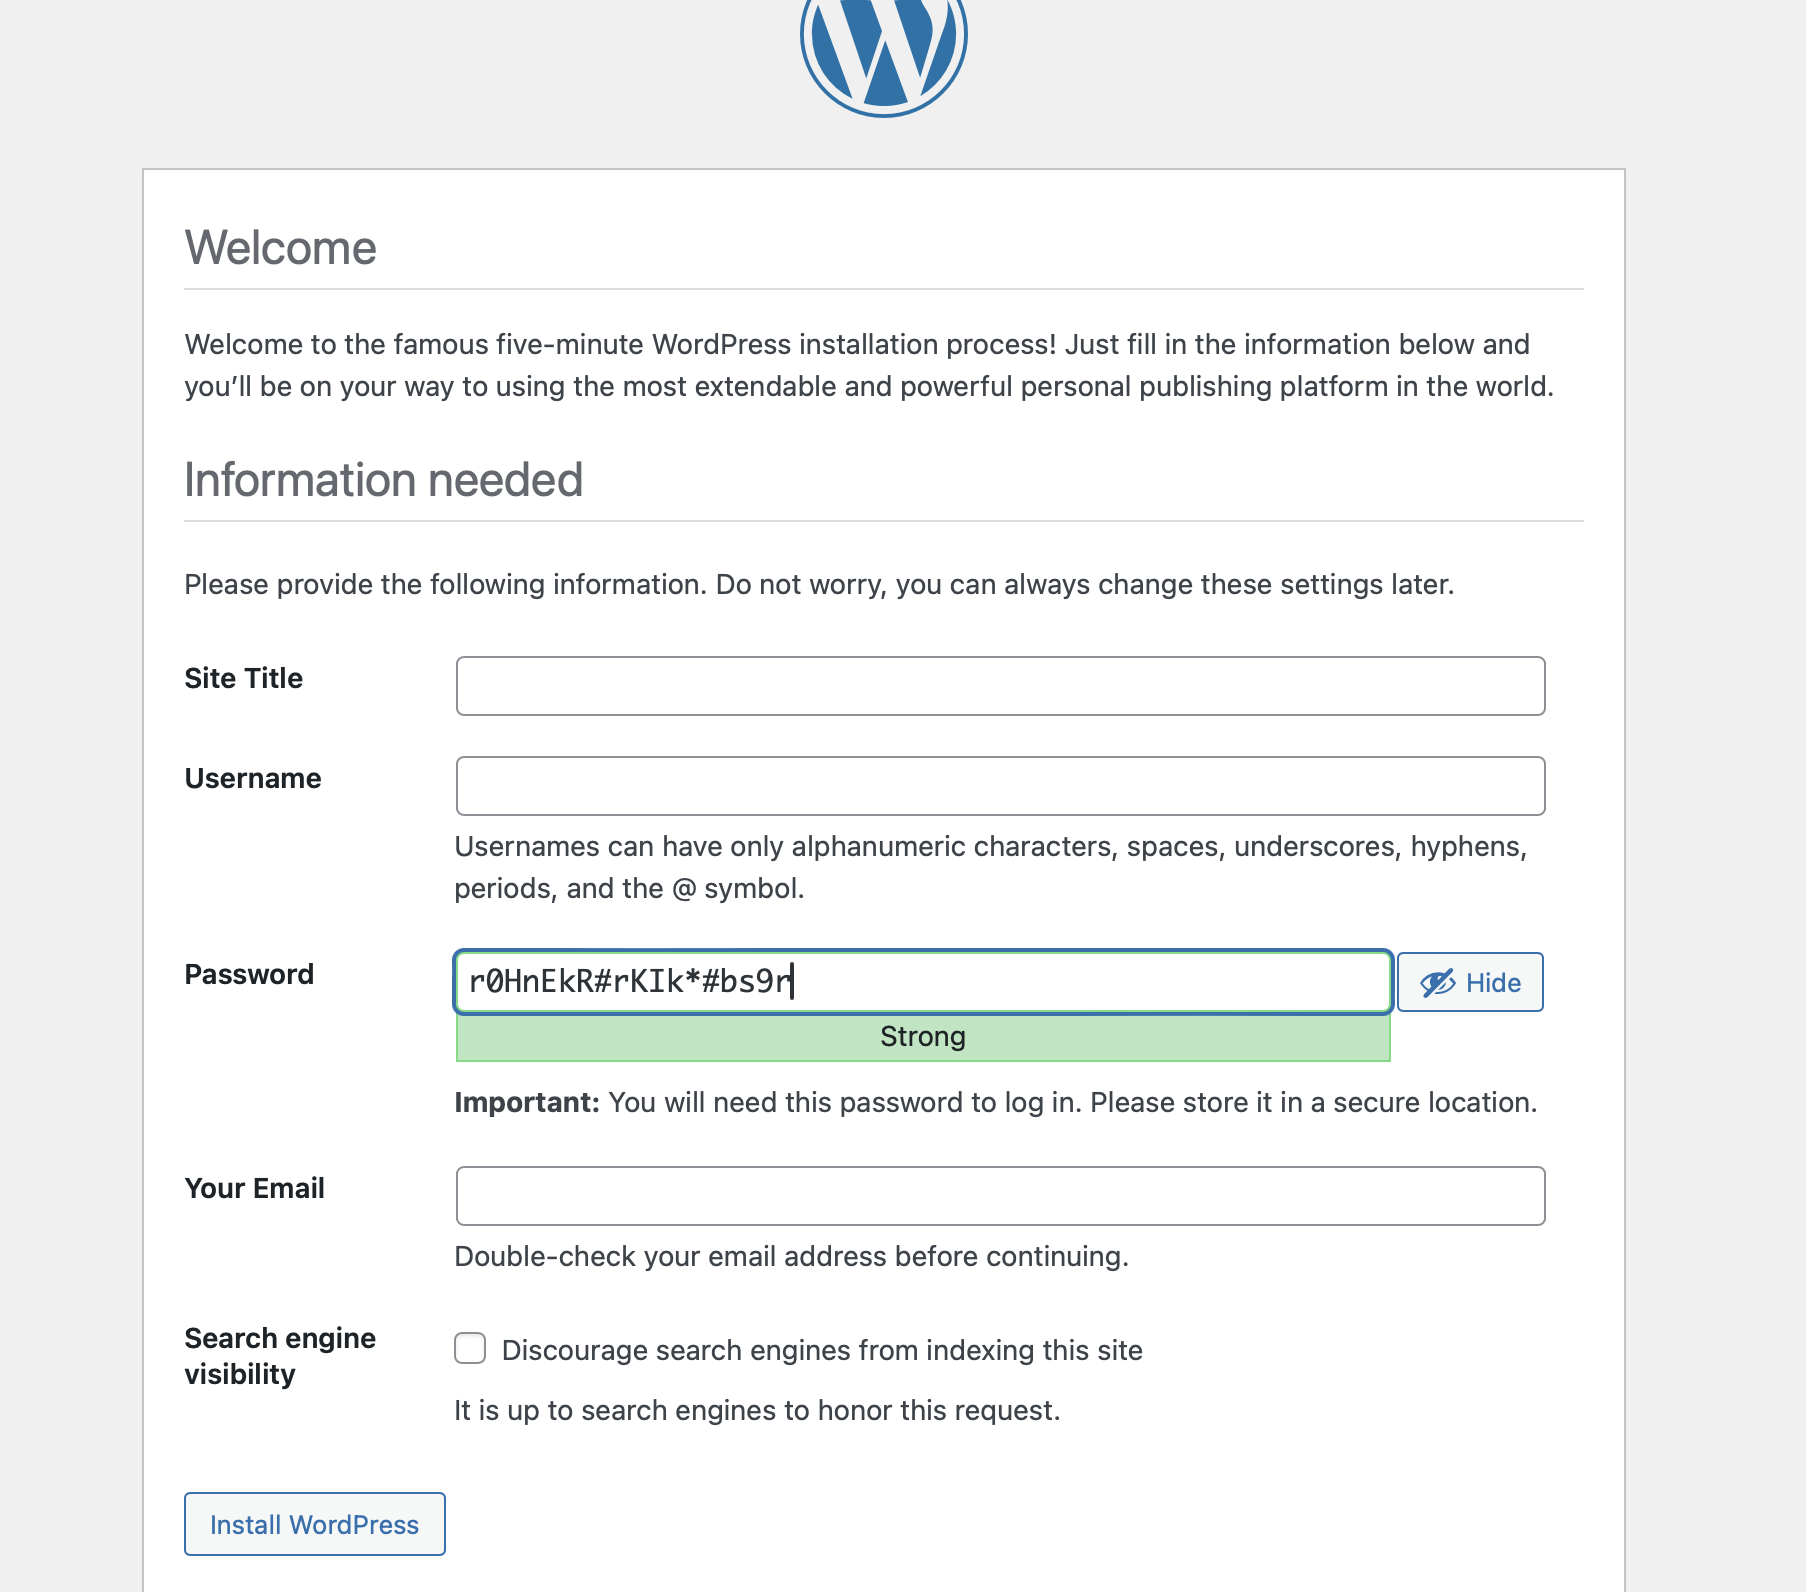 Welcome
Welcome to the famous five-minute WordPress installation process! Just fill in the information below and
you’ll be on your way to using the most extendable and powerful personal publishing platform in the world.
Information needed
Please provide the following information. Do not worry, you can always change these settings later.
Site Title
Username
Usernames can have only alphanumeric characters, spaces, underscores, hyphens,
periods, and the @ symbol.
Password
r0HnEkR#rKIk*#bs9r
Hide
Strong
Important: You will need this password to log in. Please store it in a secure location.
Your Email
Double-check your email address before continuing.
Search engine
visibility
Discourage search engines from indexing this site
It is up to search engines to honor this request.
Install WordPress